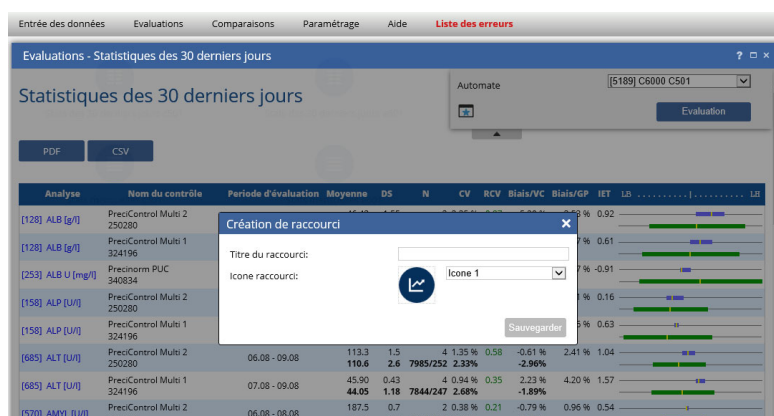 Entrée des données Evaluations Comparaisons Paramétrage Aide Liste des erreurs
Evaluations - Statistiques des 30 derniers jours ?
Statistiques des 30 derniers jours
Automate [5189] C6000 C501
Evaluation
PDF CSV
Analyse Nom du contrôle Periode d'évaluation Moyenne DS N CV RCV Biais/VC Biais/GP IET LB ..........|.......... LH
[128] ALB [g/l] PreciControl Multi 2 0.92
250280
[128] ALB [g/l] PreciControl Multi 1 0.61
324196
[253] ALB U [mg/l] Precinorm PUC -0.91
340834
[158] ALP [U/l] PreciControl Multi 2 0.16
250280
[158] ALP [U/l] PreciControl Multi 1 0.63
324196
Création de raccourci ×
Titre du raccourci:
Icone raccourci: Icone 1
Sauvegarder
[685] ALT [U/l] PreciControl Multi 2 06.08 - 09.08 113.3 1.5 4 1.35 % 0.58 -0.61 % 2.41 % 1.04
250280 110.6 2.6 7985/252 2.33% -2.96%
[685] ALT [U/l] PreciControl Multi 1 07.08 - 09.08 45.90 0.43 4 0.94 % 0.35 2.23 % 4.20 % 1.57
324196 44.05 1.18 7844/247 2.68% -1.89%
[570] AMYL [U/l] PreciControl Multi 2 06.08 - 08.08 187.5 0.7 2 0.38 % 0.21 -0.79 % 0.96 % 0.54